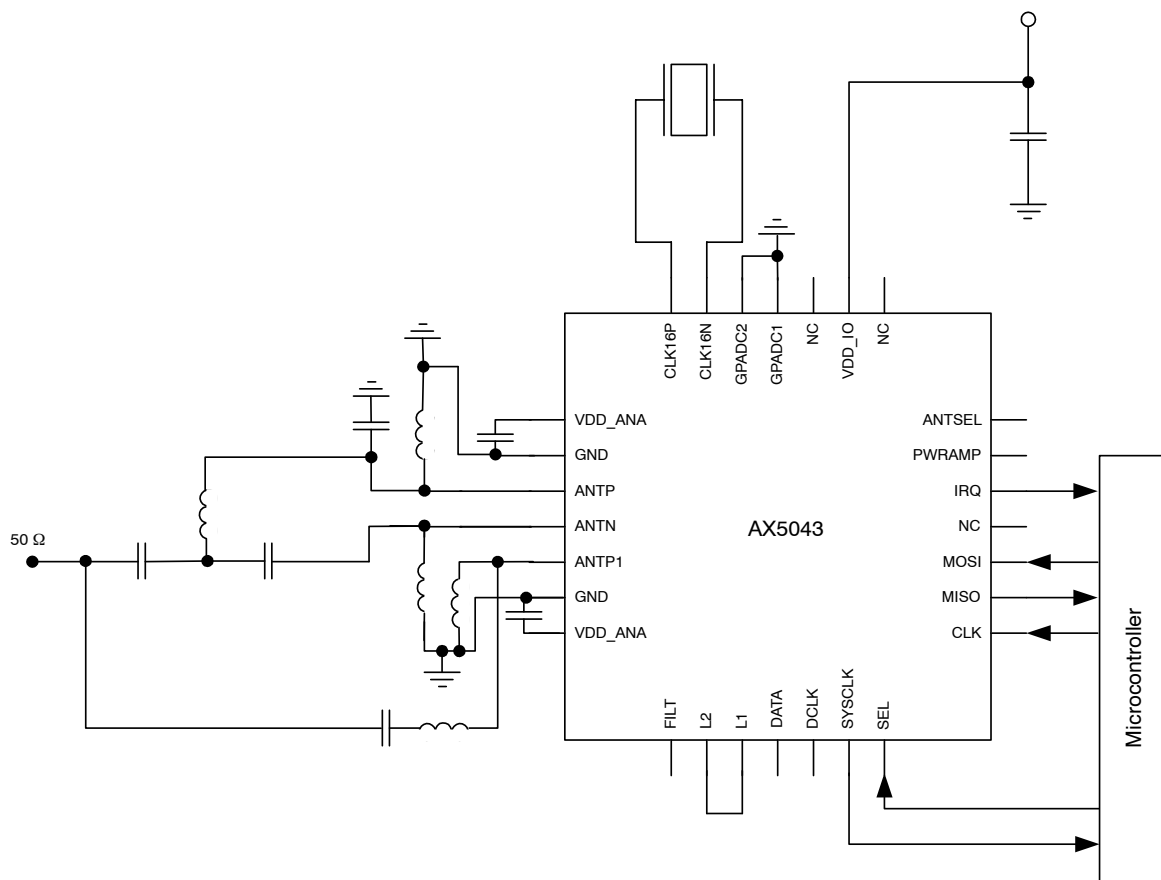 CLK16P
CLK16N
GPADC2
GPADC1
NC
VDD_IO
NC
VDD_ANA
GND
ANTP
ANTN
ANTP1
GND
VDD_ANA
50 Ω
AX5043
ANTSEL
PWRAMP
IRQ
NC
MOSI
MISO
CLK
FILT
L2
L1
DATA
DCLK
SYSCLK
SEL
Microcontroller